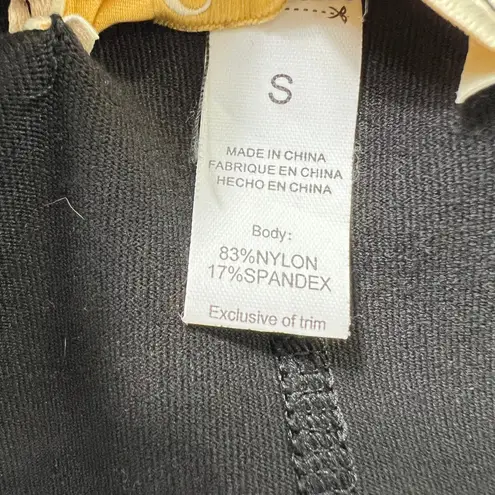 S
MADE IN CHINA
FABRIQUE EN CHINA
HECHO EN CHINA
Body:
83%NYLON
17%SPANDEX
Exclusive of trim